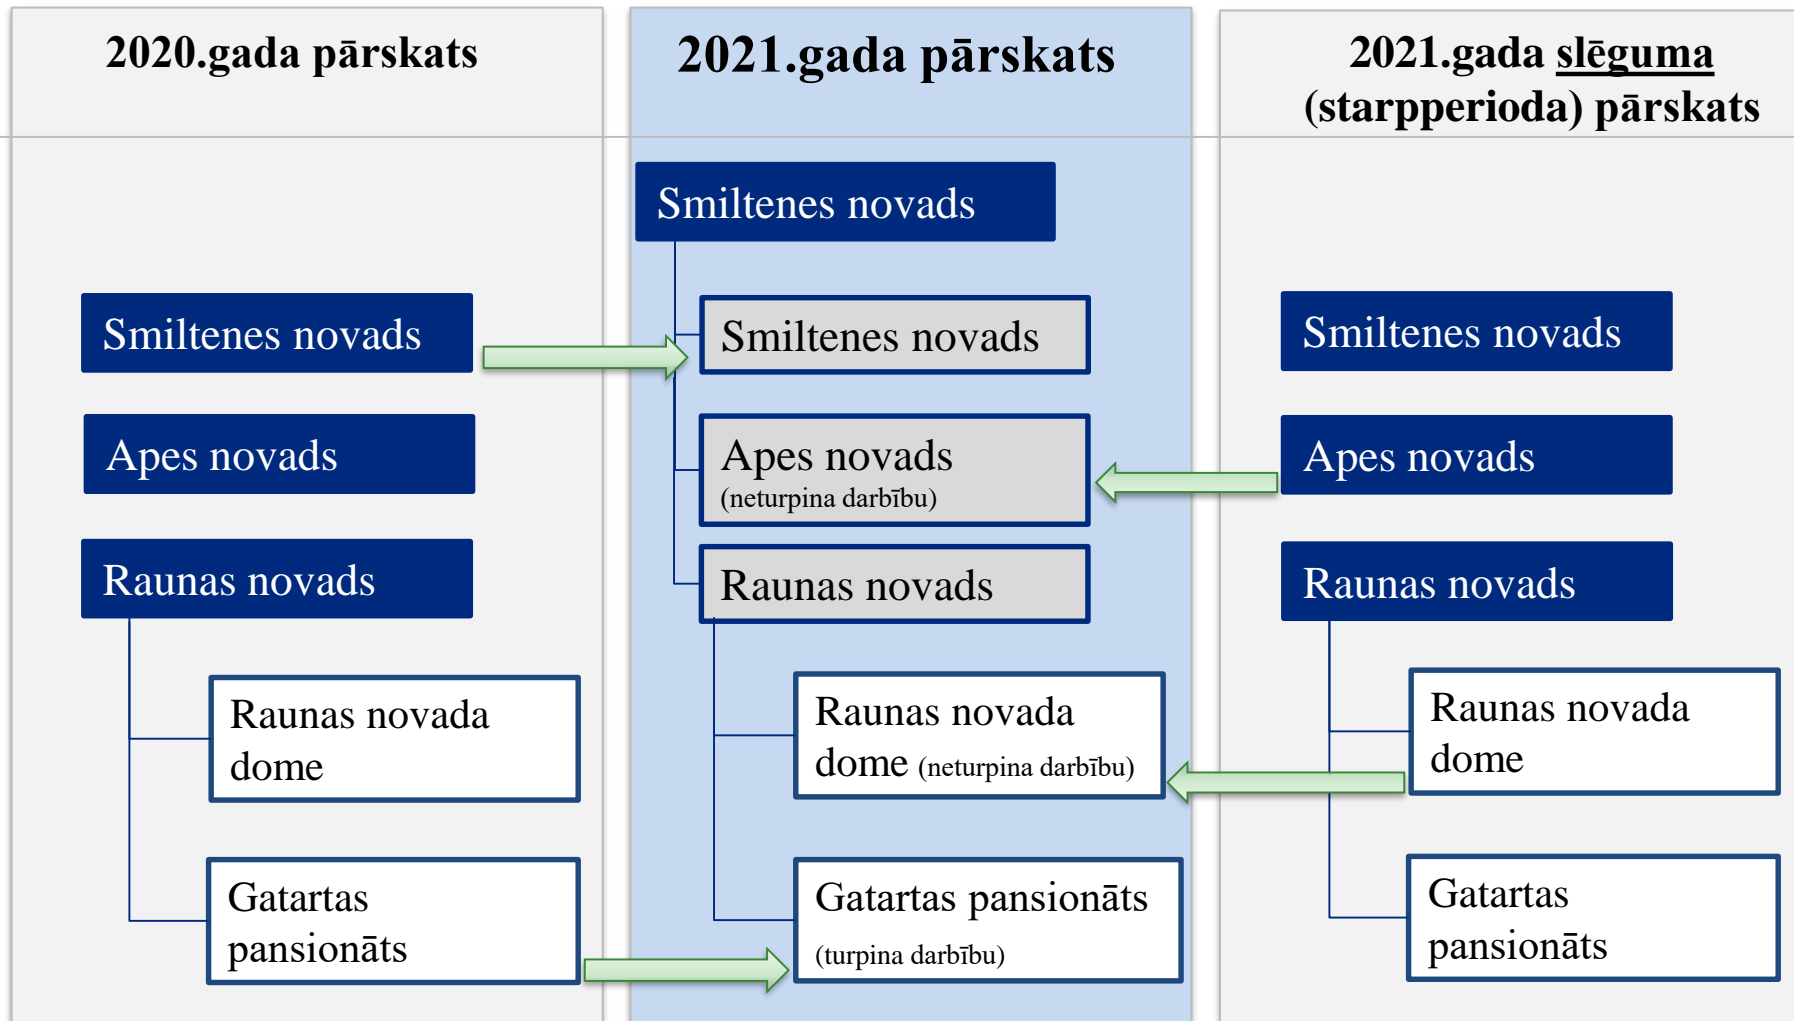 2020.gada pārskats
Smiltenes novads
Apes novads
Raunas novads
Raunas novada
dome
Gatartas
pansionāts
2021.gada pārskats
Smiltenes novads
Smiltenes novads
Apes novads
(neturpina darbību)
Raunas novads
Raunas novada
dome (neturpina darbību)
Gatartas pansionāts
(turpina darbību)
2021.gada slēguma
(starpperioda) pārskats
Smiltenes novads
Apes novads
Raunas novads
Raunas novada
dome
Gatartas
pansionāts